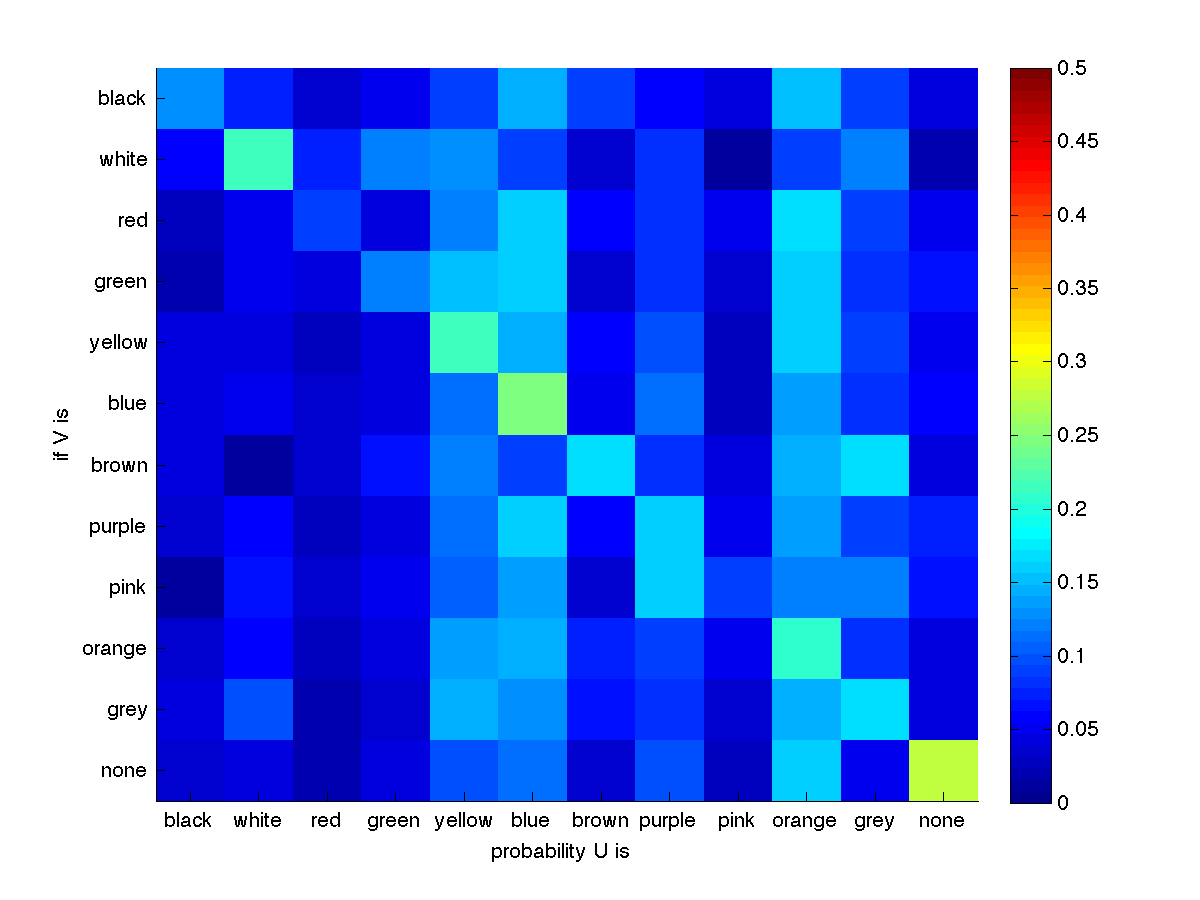 if V is
black
white
red
green
yellow
blue
brown
purple
pink
orange
grey
none
black white red green yellow blue brown purple pink orange grey none
probability U is
0.5
0.45
0.4
0.35
0.3
0.25
0.2
0.15
0.1
0.05
0